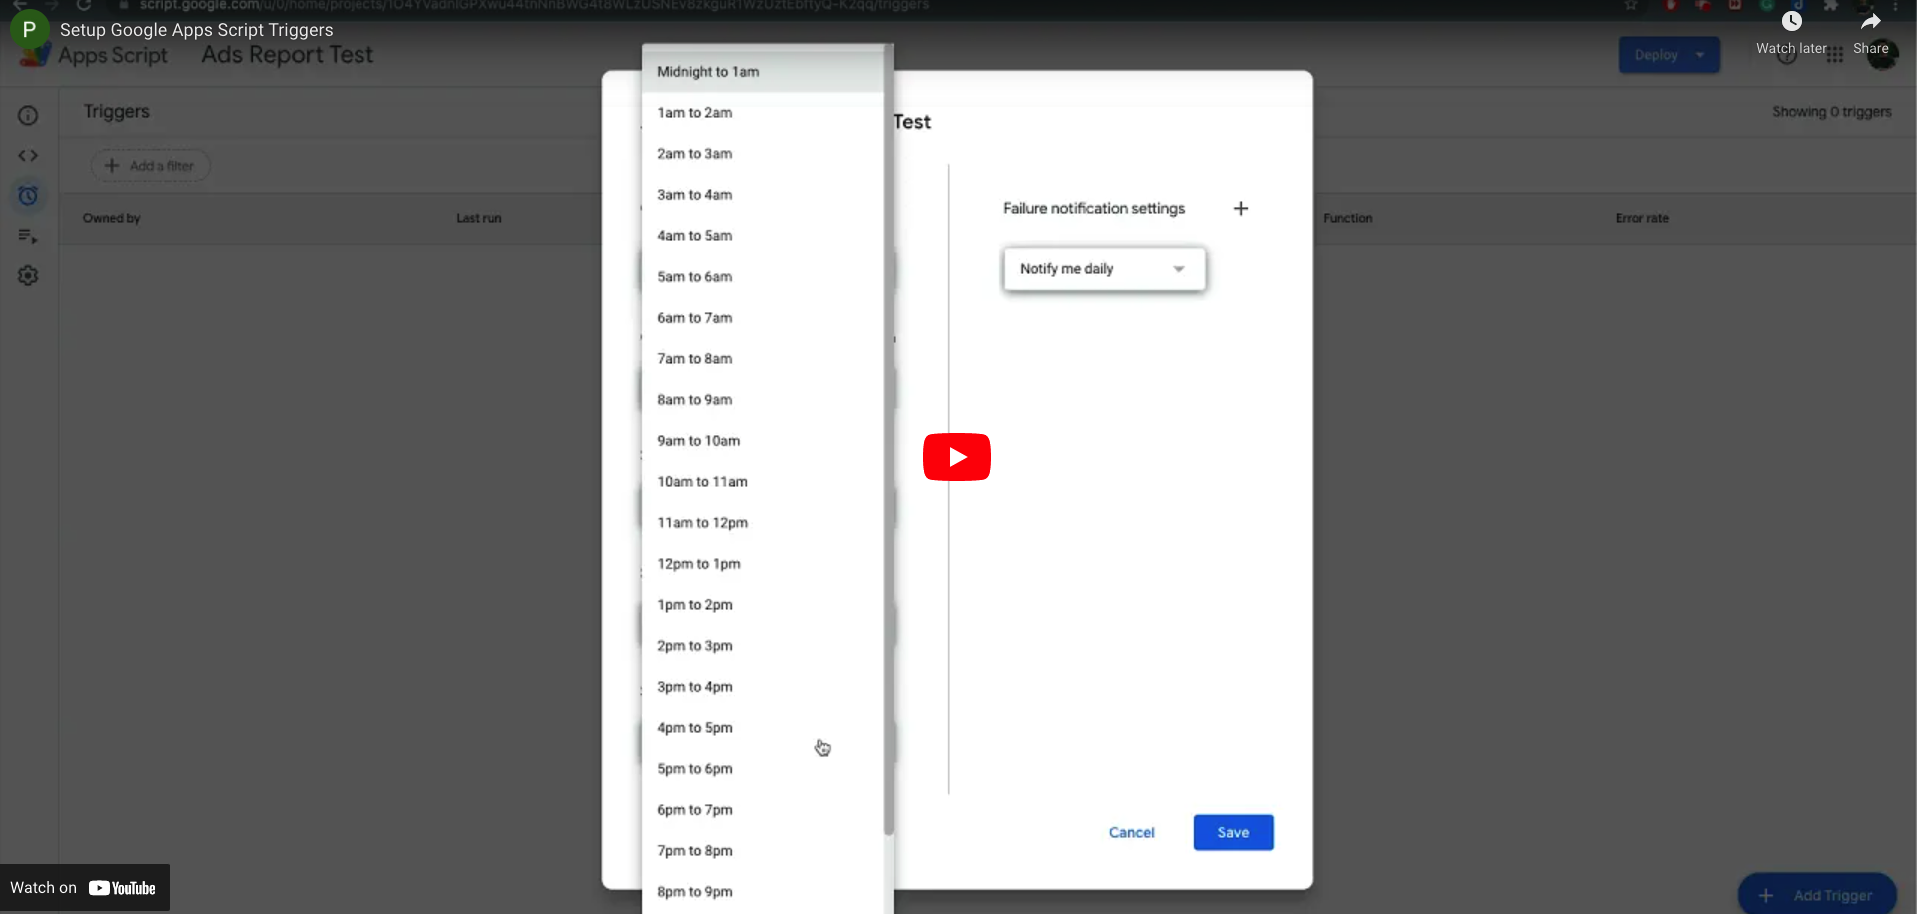 script.google.com/u/0/home/projects/
Setup Google Apps Script Triggers
Watch later
Share
Apps Script
Ads Report Test
Deploy
Triggers
Showing 0 triggers
Add a filter
Owned by
Last run
Function
Error rate
Test
Midnight to 1am
1am to 2am
2am to 3am
3am to 4am
4am to 5am
5am to 6am
6am to 7am
7am to 8am
8am to 9am
9am to 10am
10am to 11am
11am to 12pm
12pm to 1pm
1pm to 2pm
2pm to 3pm
3pm to 4pm
4pm to 5pm
5pm to 6pm
6pm to 7pm
7pm to 8pm
8pm to 9pm
Failure notification settings
Notify me daily
Cancel
Save
Watch on YouTube
Add Trigger
P